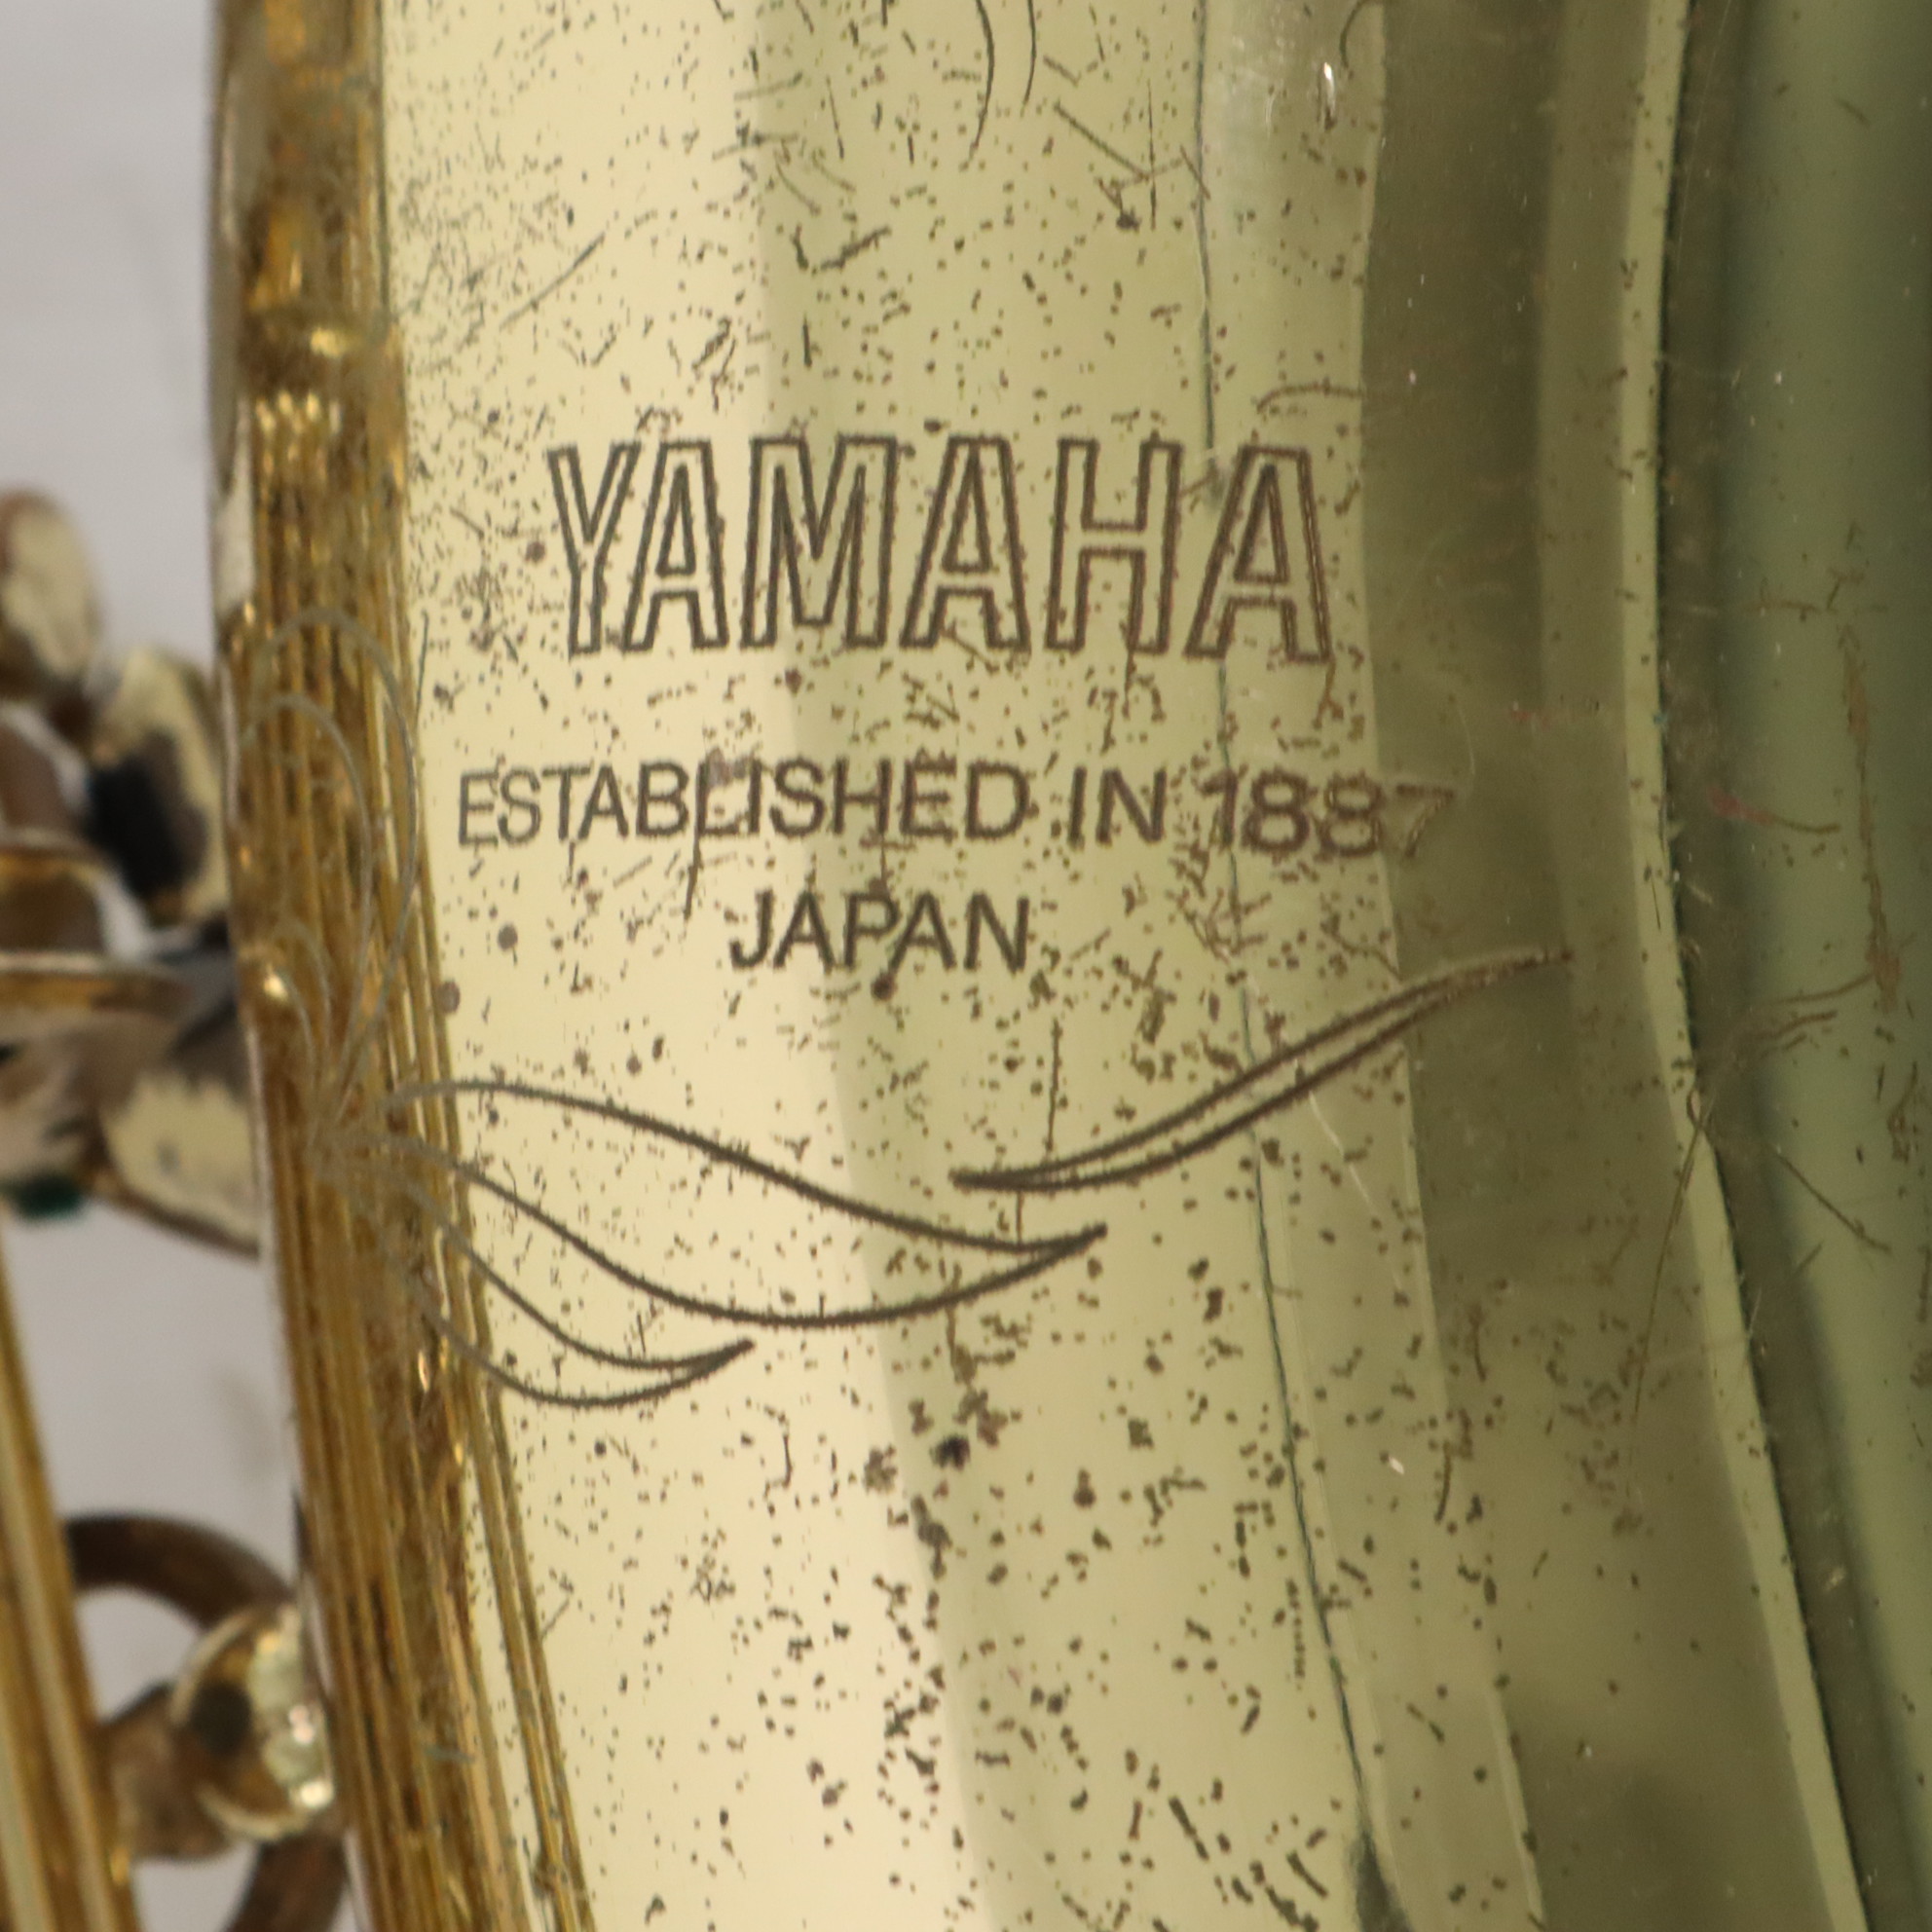 YAMAHA
ESTABLISHED IN 1887
JAPAN